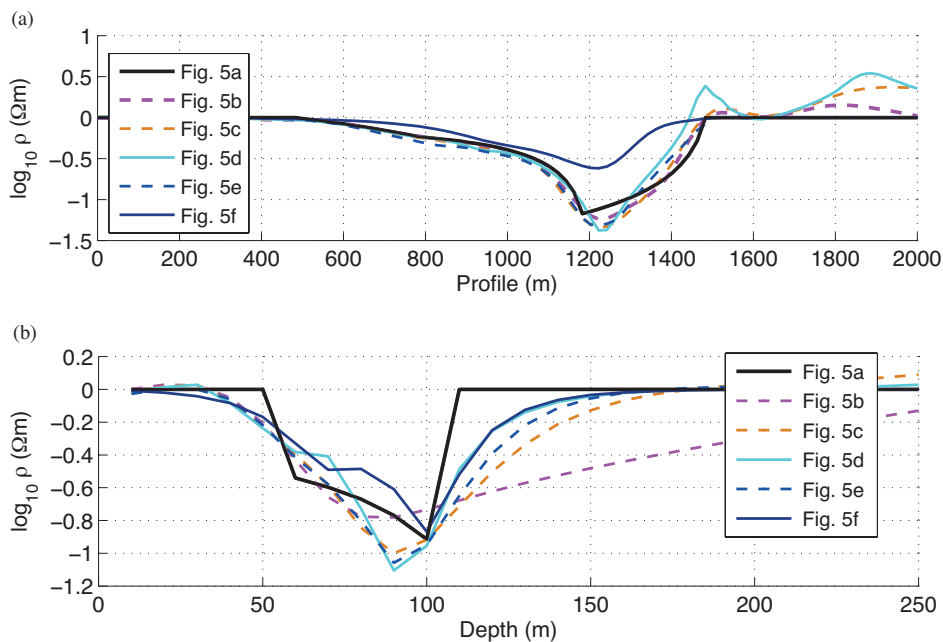 (a)
log10 ρ (Ωm)
1
0.5
0
−0.5
−1
−1.5
Fig. 5a
Fig. 5b
Fig. 5c
Fig. 5d
Fig. 5e
Fig. 5f
0 200 400 600 800 1000 1200 1400 1600 1800 2000
Profile (m)
(b)
log10 ρ (Ωm)
0.2
0
−0.2
−0.4
−0.6
−0.8
−1
−1.2
Fig. 5a
Fig. 5b
Fig. 5c
Fig. 5d
Fig. 5e
Fig. 5f
0 50 100 150 200 250
Depth (m)